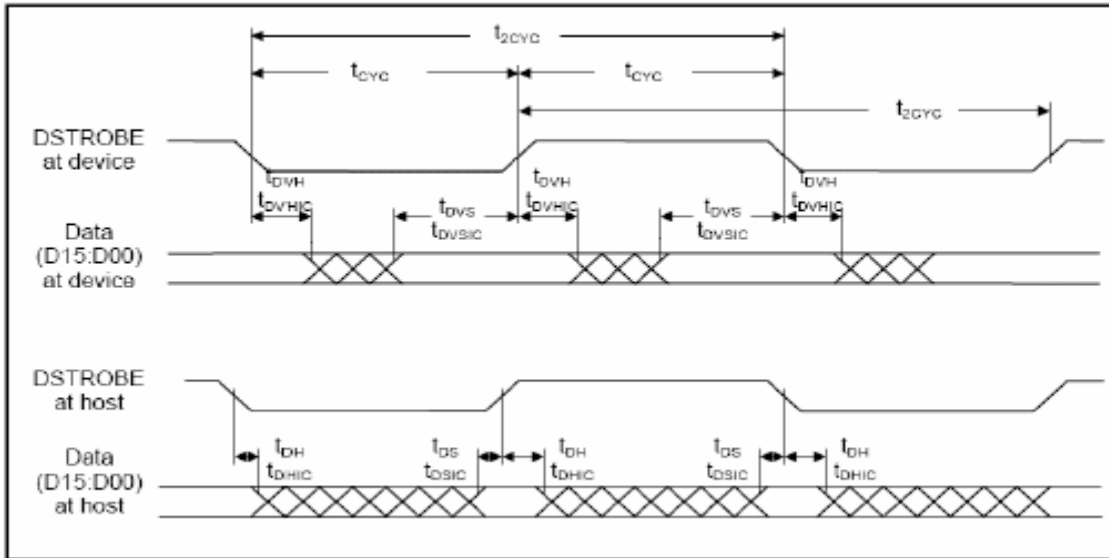 t2CYC
tCYC tCYC
t2CYC
DSTROBE
at device
tDVH tDVH tDVH
tDVHIC tDVS tDVHIC tDVS tDVHIC
tDVSIC tDVSIC
Data
(D15:D00)
at device
DSTROBE
at host
tDH tDS tDH tDS tDH
tDHIC tDSIC tDHIC tDSIC tDHIC
Data
(D15:D00)
at host